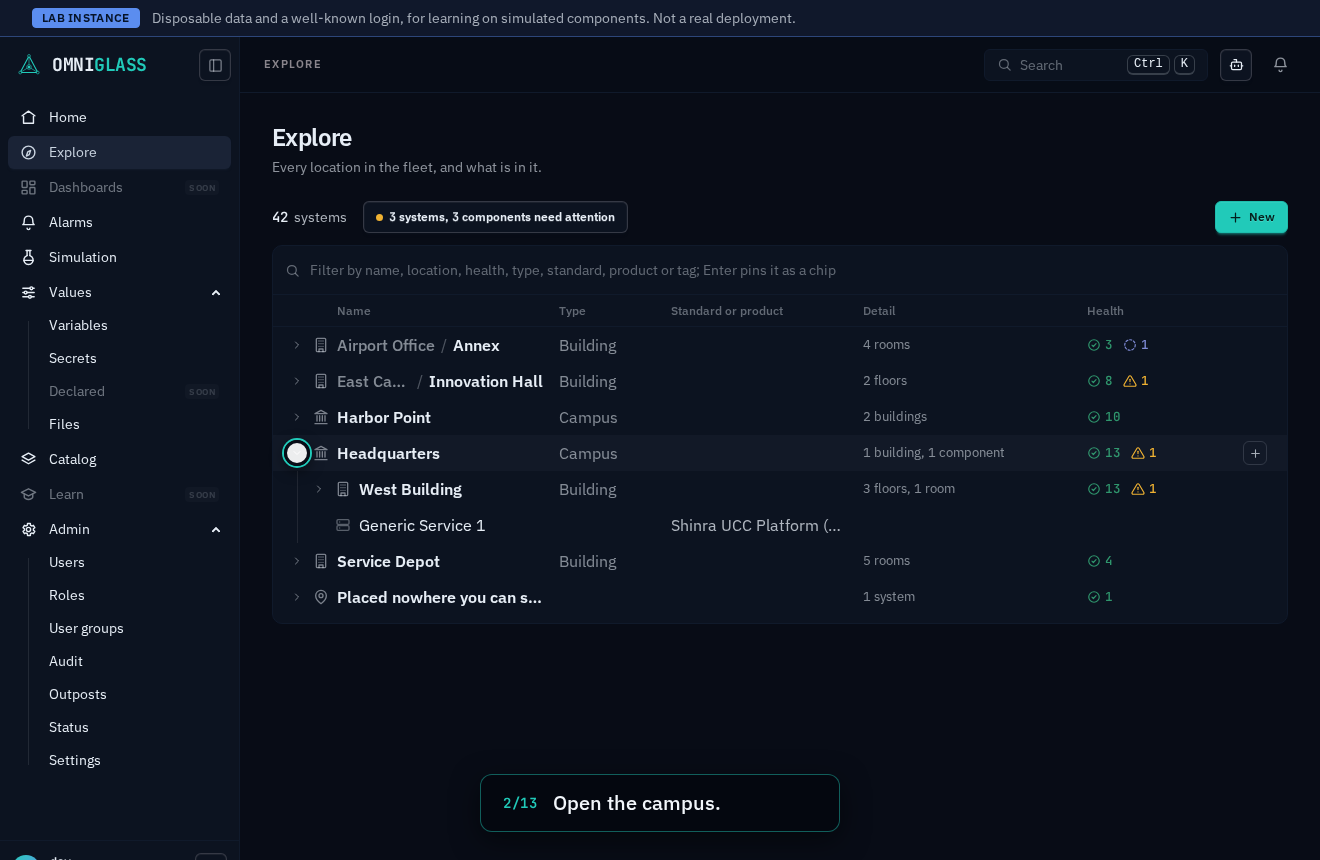 LAB INSTANCE Disposable data and a well-known login, for learning on simulated components. Not a real deployment.
OMNIGLASS
EXPLORE
Search Ctrl K
Home
Explore
Dashboards SOON
Alarms
Simulation
Values
Variables
Secrets
Declared SOON
Files
Catalog
Learn SOON
Admin
Users
Roles
User groups
Audit
Outposts
Status
Settings
Explore
Every location in the fleet, and what is in it.
42 systems 3 systems, 3 components need attention
New
Filter by name, location, health, type, standard, product or tag; Enter pins it as a chip
Name Type Standard or product Detail Health
Airport Office / Annex Building 4 rooms 3 1
East Ca... / Innovation Hall Building 2 floors 8 1
Harbor Point Campus 2 buildings 10
Headquarters Campus 1 building, 1 component 13 1
West Building Building 3 floors, 1 room 13 1
Generic Service 1 Shinra UCC Platform (...
Service Depot Building 5 rooms 4
Placed nowhere you can s... 1 system 1
2/13 Open the campus.